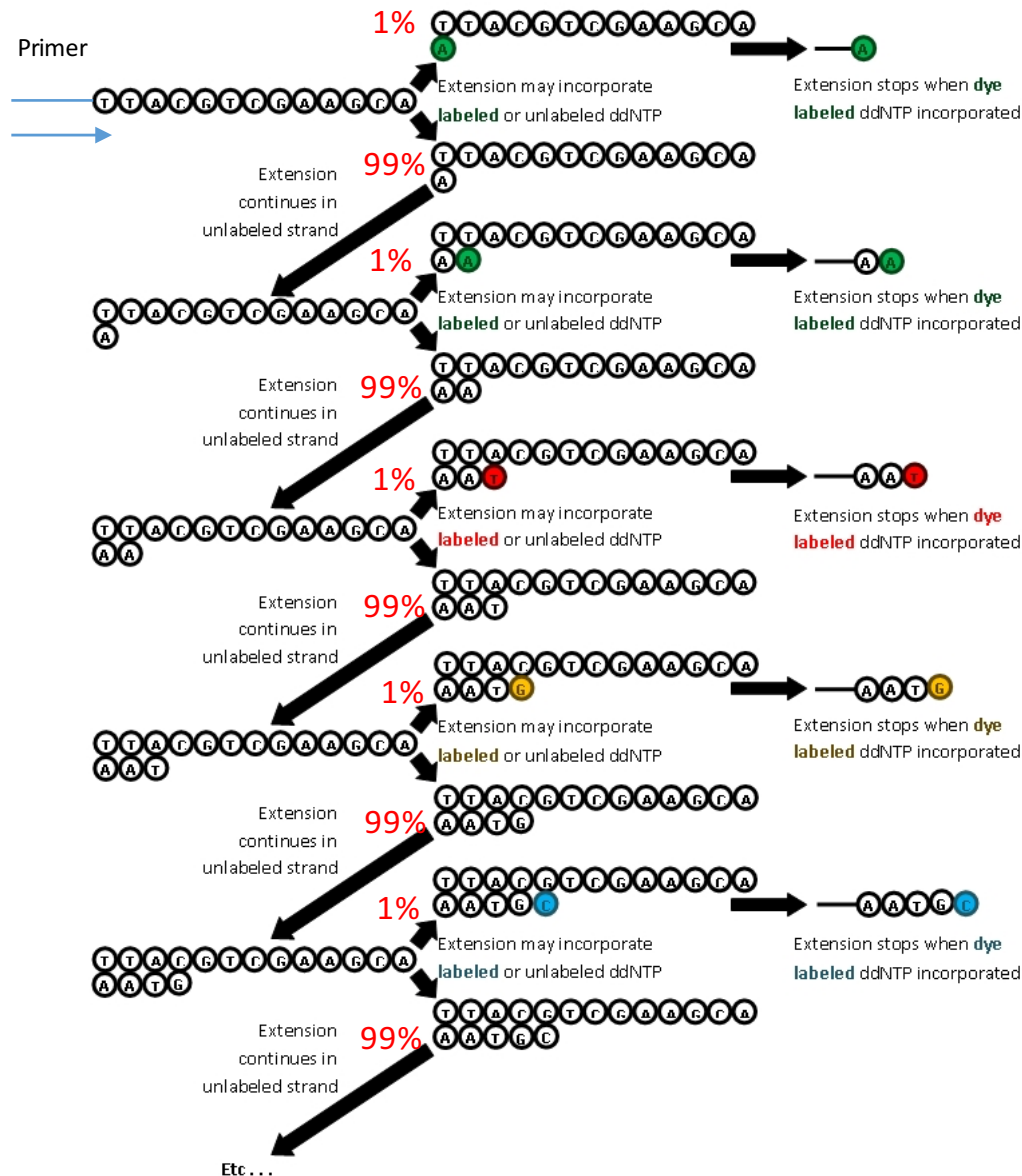 1%
TTACGTCGAAGCA
Primer
A
A
TTACGTCGAAGCA
Extension may incorporate
labeled or unlabeled ddNTP
Extension stops when dye
labeled ddNTP incorporated
99%
TTACGTCGAAGCA
A
Extension
continues in
unlabeled strand
1%
TTACGTCGAAGCA
AA
AA
TTACGTCGAAGCA
A
Extension may incorporate
labeled or unlabeled ddNTP
Extension stops when dye
labeled ddNTP incorporated
99%
TTACGTCGAAGCA
AA
Extension
continues in
unlabeled strand
1%
TTACGTCGAAGCA
AAT
AAT
TTACGTCGAAGCA
AA
Extension may incorporate
labeled or unlabeled ddNTP
Extension stops when dye
labeled ddNTP incorporated
99%
TTACGTCGAAGCA
AAT
Extension
continues in
unlabeled strand
1%
TTACGTCGAAGCA
AATG
AATG
TTACGTCGAAGCA
AAT
Extension may incorporate
labeled or unlabeled ddNTP
Extension stops when dye
labeled ddNTP incorporated
99%
TTACGTCGAAGCA
AATG
Extension
continues in
unlabeled strand
1%
TTACGTCGAAGCA
AATGC
AATGC
TTACGTCGAAGCA
AATG
Extension may incorporate
labeled or unlabeled ddNTP
Extension stops when dye
labeled ddNTP incorporated
99%
TTACGTCGAAGCA
AATGC
Extension
continues in
unlabeled strand
Etc...